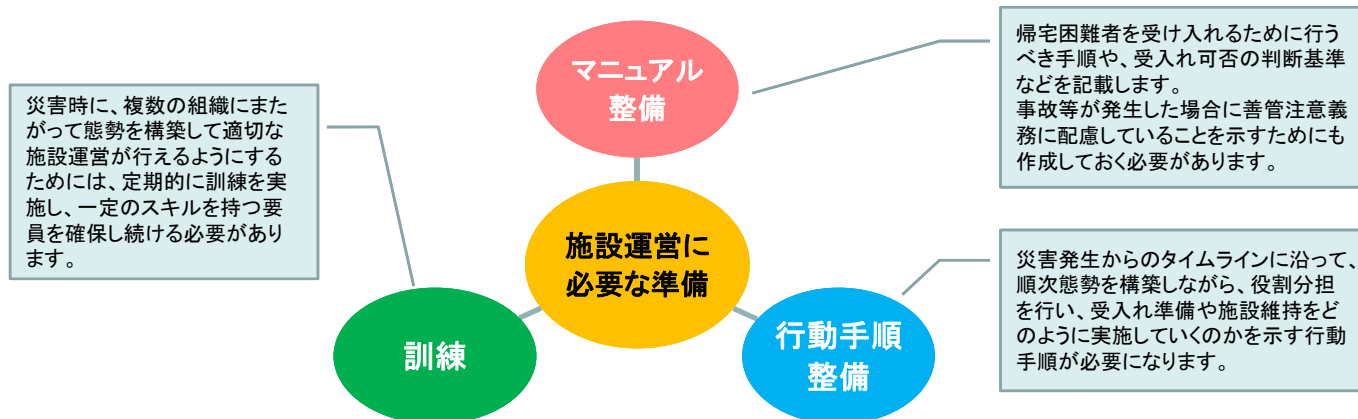 マニュアル
整備
帰宅困難者を受け入れるために行う
べき手順や、受入れ可否の判断基準
などを記載します。
事故等が発生した場合に善管注意義
務に配慮していることを示すためにも
作成しておく必要があります。
災害時に、複数の組織にまた
がって態勢を構築して適切な
施設運営が行えるようにする
ためには、定期的に訓練を実
施し、一定のスキルを持つ要
員を確保し続ける必要があり
ます。
施設運営に
必要な準備
訓練
行動手順
整備
災害発生からのタイムラインに沿って、
順次態勢を構築しながら、役割分担
を行い、受入れ準備や施設維持をど
のように実施していくのかを示す行動
手順が必要になります。